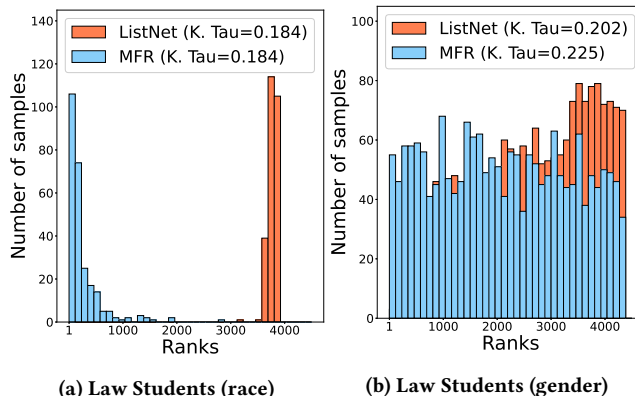 ListNet (K. Tau=0.184)
MFR (K. Tau=0.184)
Number of samples
140
120
100
80
60
40
20
0
1
1000
2000
3000
4000
Ranks
(a) Law Students (race)
ListNet (K. Tau=0.202)
MFR (K. Tau=0.225)
Number of samples
100
80
60
40
20
0
1
1000
2000
3000
4000
Ranks
(b) Law Students (gender)